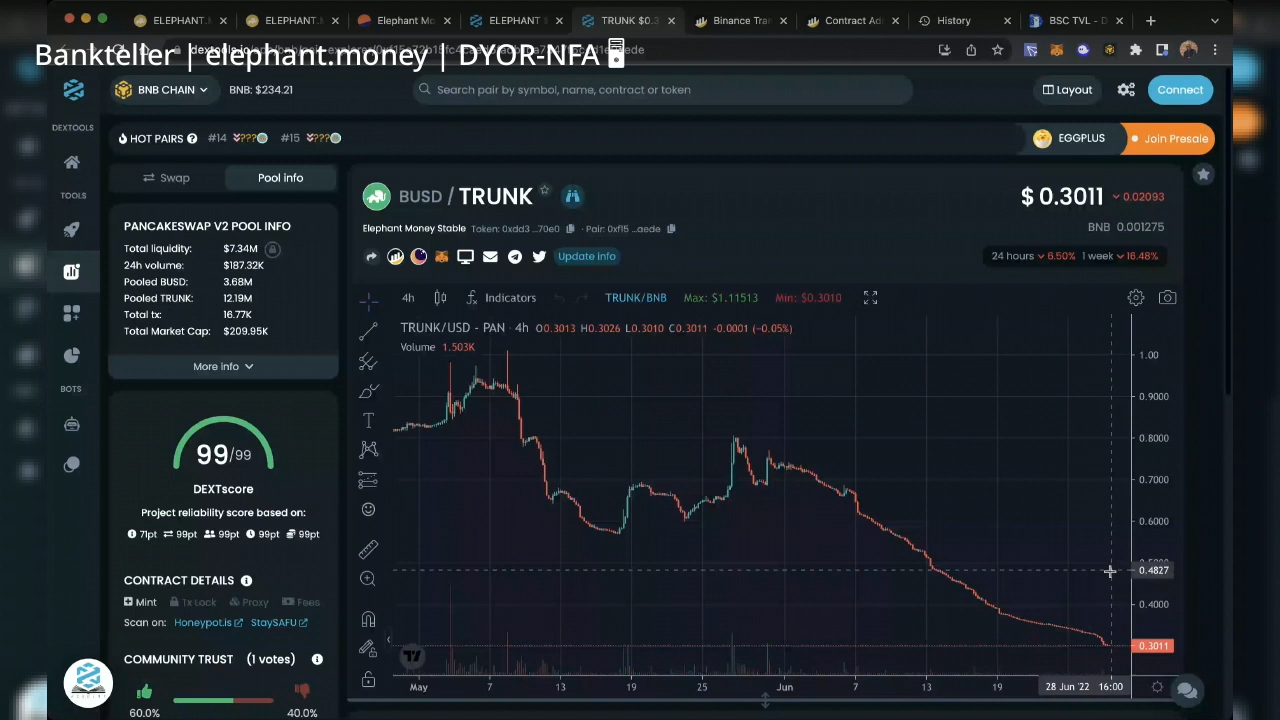 ELEPHANT.
ELEPHANT.
Elephant Mo
ELEPHANT
TRUNK $0.3
Binance Tra
Contract Ad
History
BSC TVL - D
Bankteller | elephant.money | DYOR-NFA
BNB CHAIN
BNB: $234.21
Search pair by symbol, name, contract or token
Layout
Connect
DEXTOOLS
HOT PAIRS
#14 ???
#15 ???
EGGPLUS
Join Presale
Swap
Pool info
TOOLS
BOTS
PANCAKESWAP V2 POOL INFO
Total liquidity: $7.34M
24h volume: $187.32K
Pooled BUSD: 3.68M
Pooled TRUNK: 12.19M
Total tx: 16.77K
Total Market Cap: $209.95K
More info
99/99
DEXTscore
Project reliability score based on:
71pt 99pt 99pt 99pt 99pt
CONTRACT DETAILS
Mint Tx Lock Proxy Fees
Scan on: Honeypot.is StaySAFU
COMMUNITY TRUST (1 votes)
60.0% 40.0%
BUSD / TRUNK
$ 0.3011 0.02093
Elephant Money Stable Token: 0xdd3 ...70e0 - Pair: 0xf15 ...aede
BNB 0.001275
Update info
24 hours 6.50% 1 week 16.48%
4h
Indicators
TRUNK/BNB
Max: $1.11513
Min: $0.3010
TRUNK/USD - PAN · 4h O0.3013 H0.3026 L0.3010 C0.3011 -0.0001 (-0.05%)
Volume 1.503K
1.00
0.9000
0.8000
0.7000
0.6000
0.4827
0.4000
0.3011
May 7 13 19 25 Jun 7 13 19 28 Jun '22 16:00